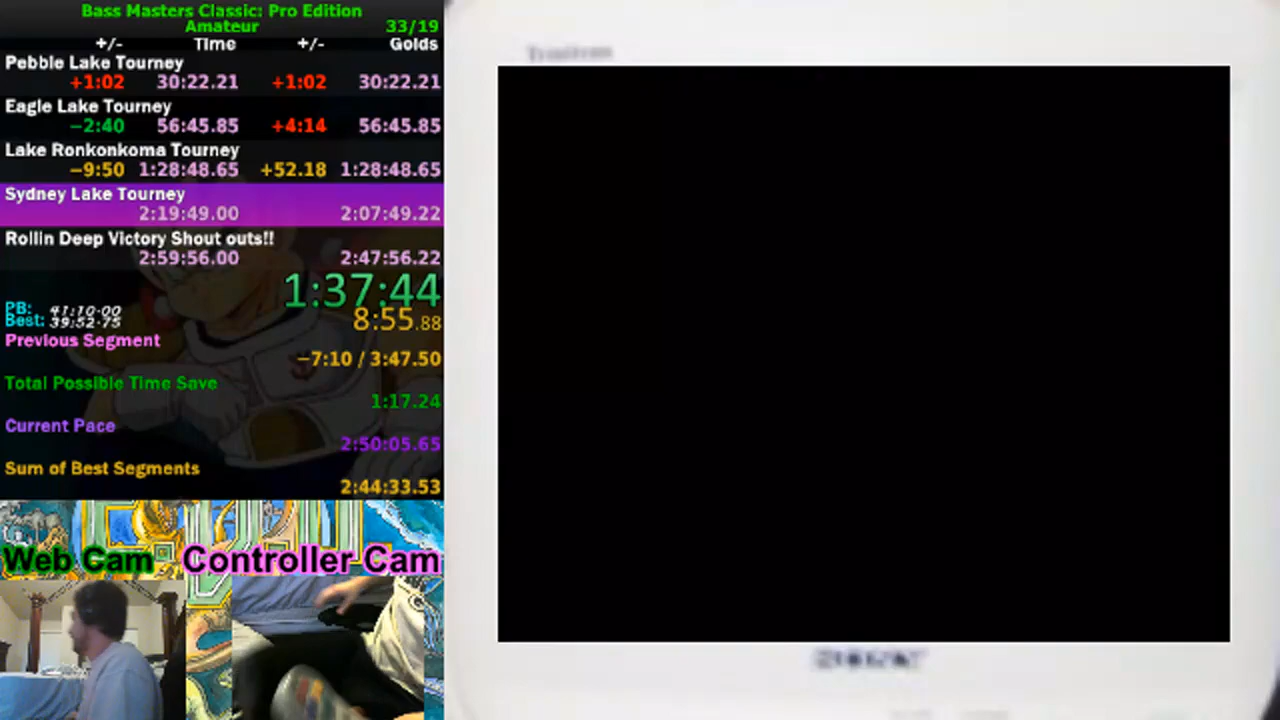 Bass Masters Classic: Pro Edition
Amateur 33/19
+/- Time +/- Golds
Pebble Lake Tourney
+1:02 30:22.21 +1:02 30:22.21
Eagle Lake Tourney
−2:40 56:45.85 +4:14 56:45.85
Lake Ronkonkoma Tourney
−9:50 1:28:48.65 +52.18 1:28:48.65
Sydney Lake Tourney
2:19:49.00 2:07:49.22
Rollin Deep Victory Shout outs!!
2:59:56.00 2:47:56.22
1:37:44
PB: 41:10.00
Best: 39:52.75
8:55.88
Previous Segment
−7:10 / 3:47.50
Total Possible Time Save
1:17.24
Current Pace
2:50:05.65
Sum of Best Segments
2:44:33.53
Web Cam Controller Cam